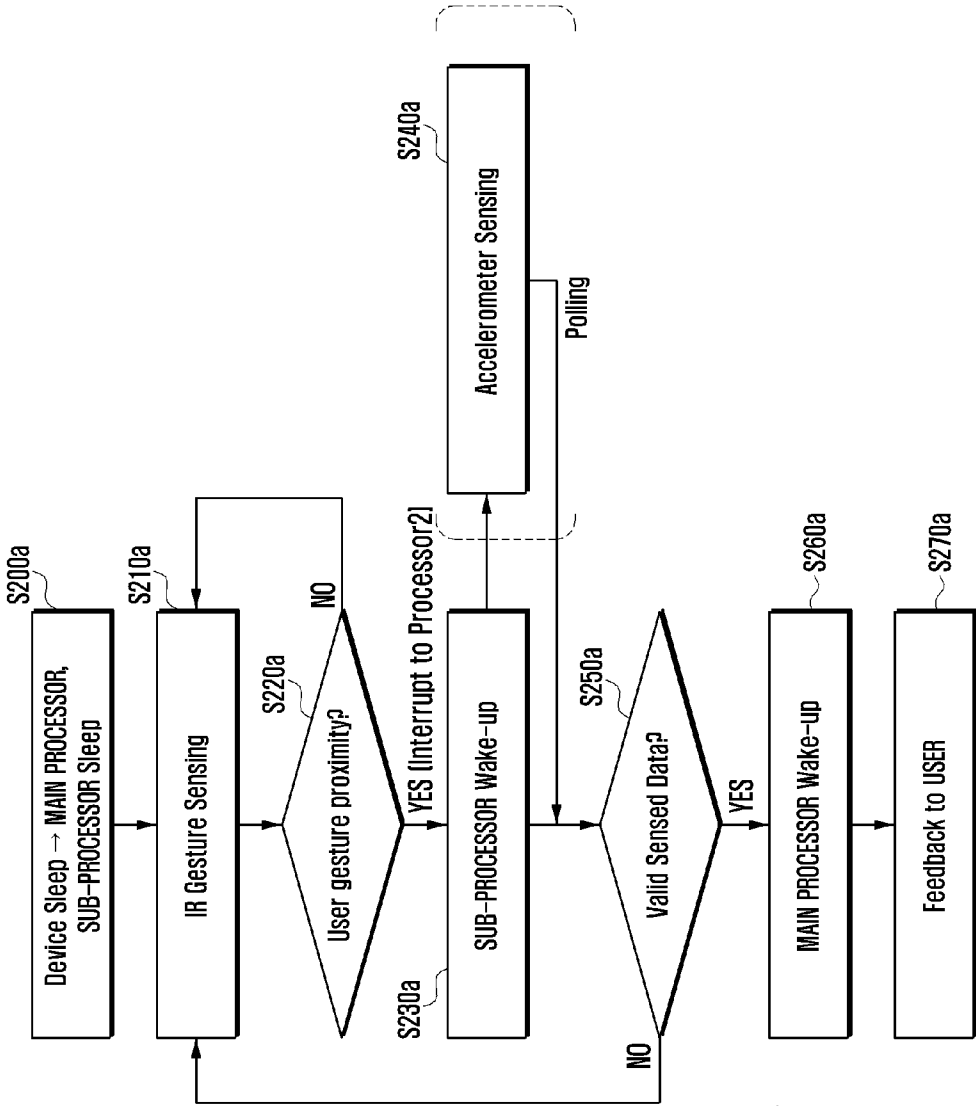 S200a
Device Sleep → MAIN PROCESSOR,
SUB-PROCESSOR Sleep
S210a
IR Gesture Sensing
S220a
User gesture proximity?
NO
YES (Interrupt to Processor2)
S230a
SUB-PROCESSOR Wake-up
S240a
Accelerometer Sensing
Polling
S250a
Valid Sensed Data?
NO
YES
S260a
MAIN PROCESSOR Wake-up
S270a
Feedback to USER